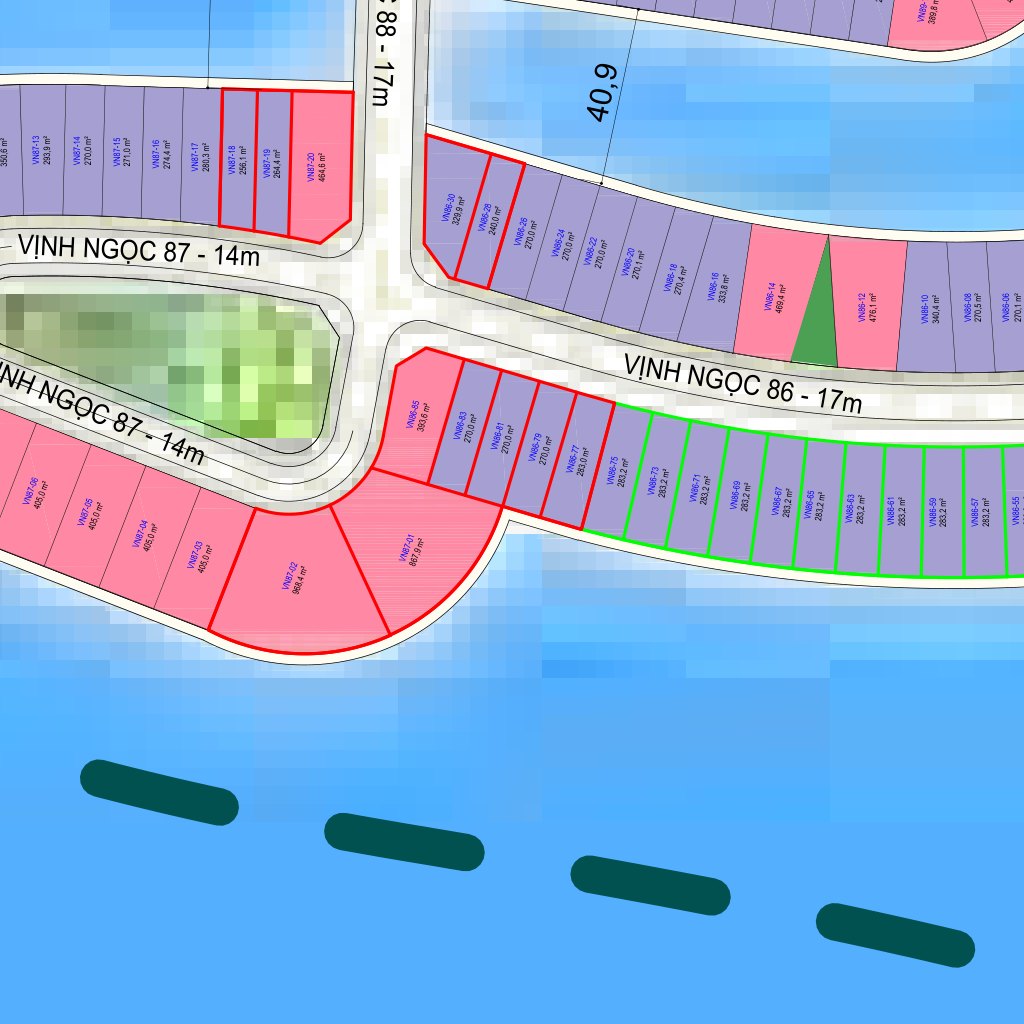 88 - 17m
40,9
VN87-13
293,9 m²
VN87-14
270,0 m²
VN87-15
271,0 m²
VN87-16
274,4 m²
VN87-17
280,3 m²
VN87-18
256,1 m²
VN87-19
264,4 m²
VN87-20
464,6 m²
VN86-30
329,9 m²
VN86-28
240,0 m²
VN86-26
270,0 m²
VN86-24
270,0 m²
VN86-22
270,0 m²
VN86-20
270,1 m²
VN86-18
270,4 m²
VN86-16
333,8 m²
VN86-14
469,4 m²
VN86-12
476,1 m²
VN86-10
340,4 m²
VN86-08
270,5 m²
VN86-06
270,1 m²
VỊNH NGỌC 87 - 14m
VỊNH NGỌC 86 - 17m
NH NGỌC 87 - 14m
VN86-85
393,6 m²
VN86-83
270,0 m²
VN86-81
270,0 m²
VN86-79
270,0 m²
VN86-77
283,0 m²
VN86-75
283,2 m²
VN86-73
283,2 m²
VN86-71
283,2 m²
VN86-69
283,2 m²
VN86-67
283,2 m²
VN86-65
283,2 m²
VN86-63
283,2 m²
VN86-61
283,2 m²
VN86-59
283,2 m²
VN86-57
283,2 m²
VN86-55
VN87-06
405,0 m²
VN87-05
405,0 m²
VN87-04
405,0 m²
VN87-03
405,0 m²
VN87-02
968,4 m²
VN87-01
867,9 m²